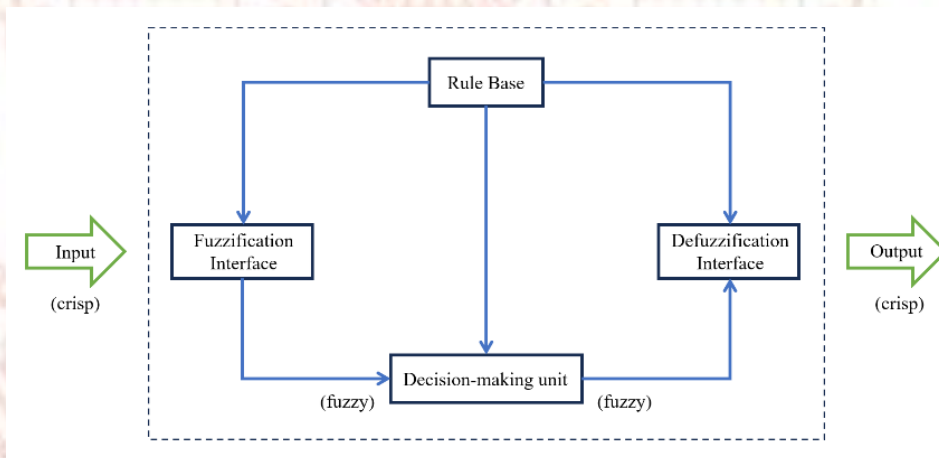 Rule Base
Input
(crisp)
Fuzzification
Interface
Defuzzification
Interface
Output
(crisp)
Decision-making unit
(fuzzy)
(fuzzy)